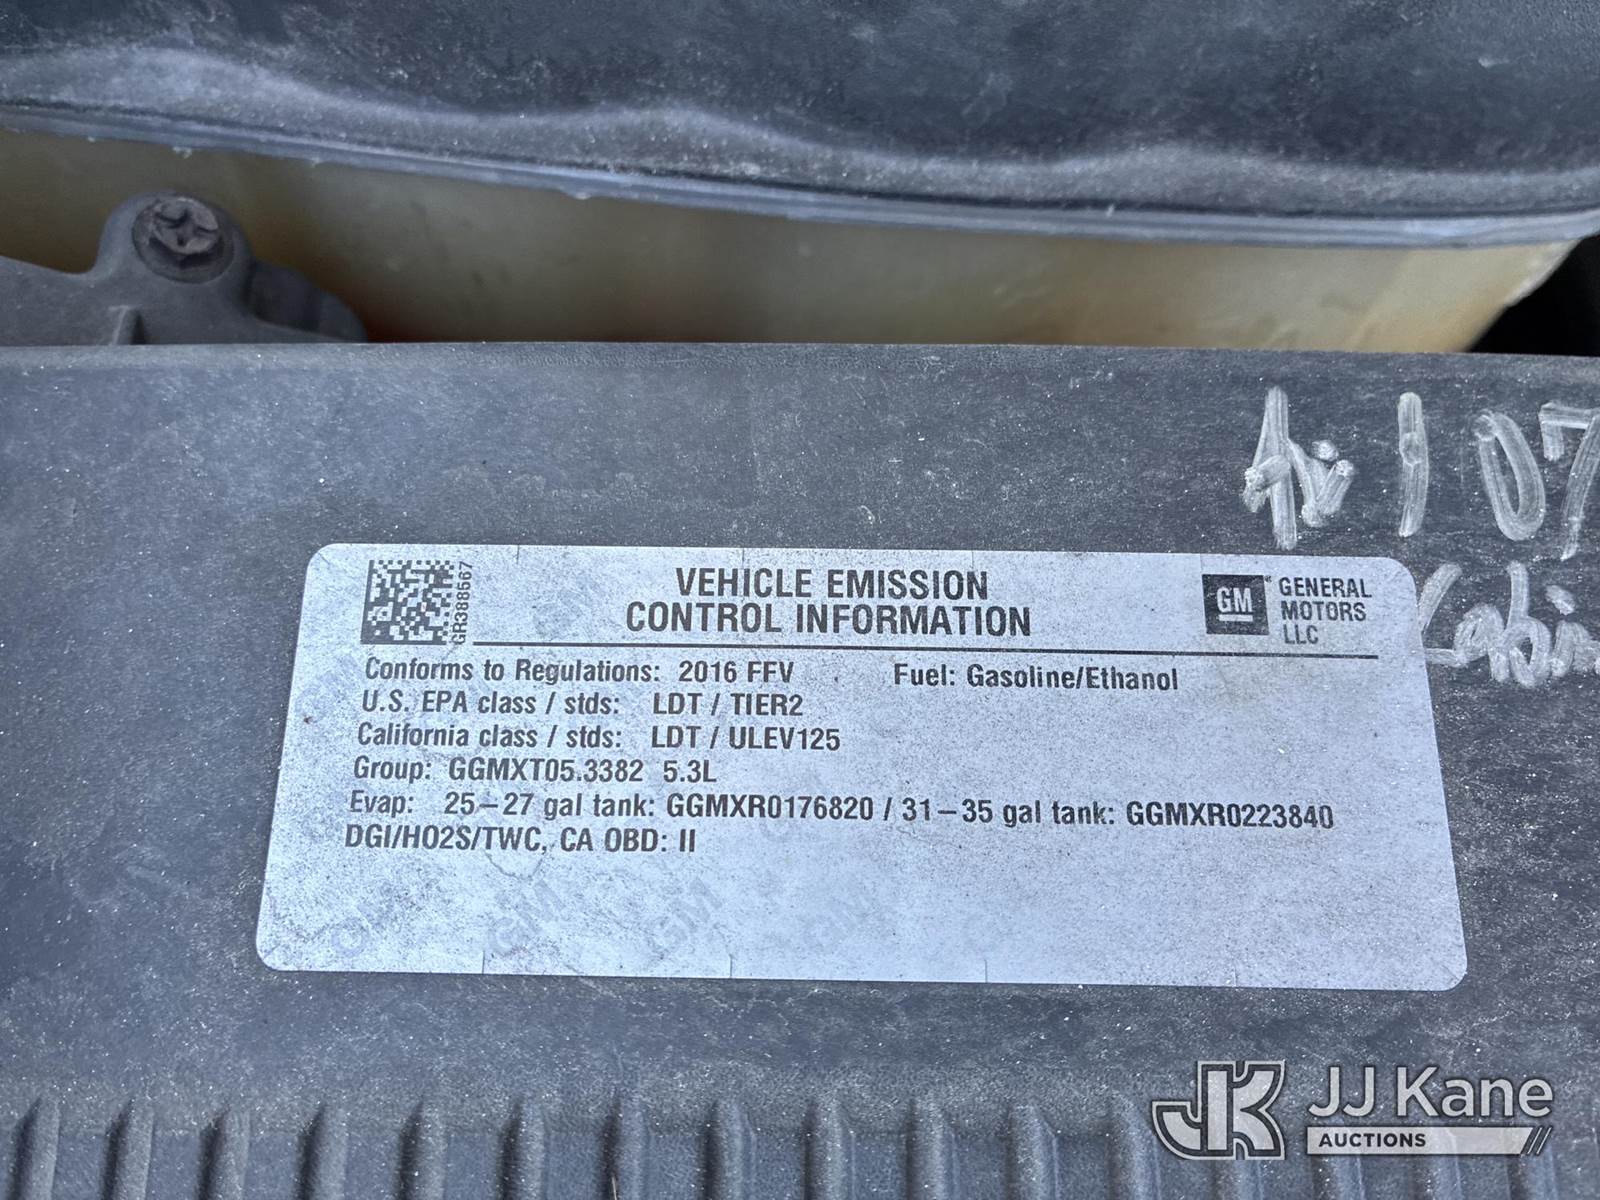 107
GR388567
VEHICLE EMISSION
CONTROL INFORMATION
GM
GENERAL
MOTORS
LLC
Conforms to Regulations: 2016 FFV Fuel: Gasoline/Ethanol
U.S. EPA class / stds: LDT / TIER2
California class / stds: LDT / ULEV125
Group: GGMXT05.3382 5.3L
Evap: 25-27 gal tank: GGMXR0176820 / 31-35 gal tank: GGMXR0223840
DGI/HO2S/TWC, CA OBD: II
JJ Kane
AUCTIONS